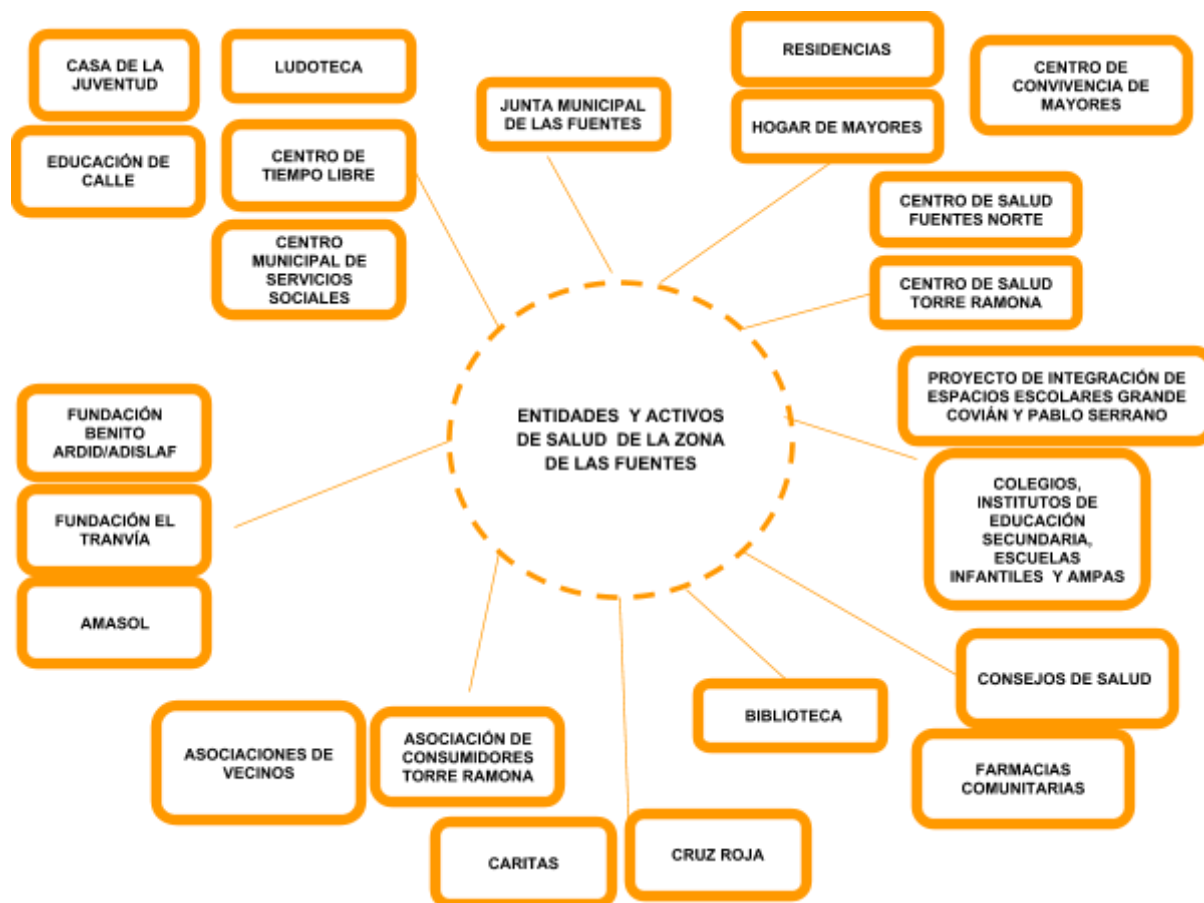 CASA DE LA
JUVENTUD
LUDOTECA
JUNTA MUNICIPAL
DE LAS FUENTES
RESIDENCIAS
HOGAR DE MAYORES
CENTRO DE
CONVIVENCIA DE
MAYORES
EDUCACIÓN DE
CALLE
CENTRO DE
TIEMPO LIBRE
CENTRO
MUNICIPAL DE
SERVICIOS
SOCIALES
CENTRO DE SALUD
FUENTES NORTE
CENTRO DE SALUD
TORRE RAMONA
ENTIDADES Y ACTIVOS
DE SALUD DE LA ZONA
DE LAS FUENTES
PROYECTO DE INTEGRACIÓN DE
ESPACIOS ESCOLARES GRANDE
COVIÁN Y PABLO SERRANO
COLEGIOS,
INSTITUTOS DE
EDUCACIÓN
SECUNDARIA,
ESCUELAS
INFANTILES Y AMPAS
FUNDACIÓN
BENITO
ARDID/ADISLAF
FUNDACIÓN EL
TRANVÍA
AMASOL
CONSEJOS DE SALUD
FARMACIAS
COMUNITARIAS
BIBLIOTECA
ASOCIACIONES DE
VECINOS
ASOCIACIÓN DE
CONSUMIDORES
TORRE RAMONA
CARITAS
CRUZ ROJA